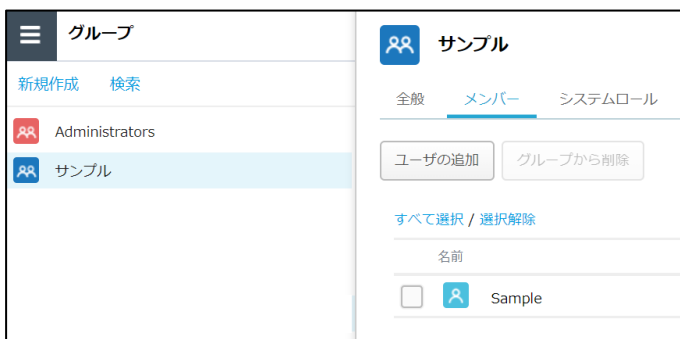 グループ
新規作成 検索
Administrators
サンプル
サンプル
全般 メンバー システムロール
ユーザの追加 グループから削除
すべて選択 / 選択解除
名前
Sample